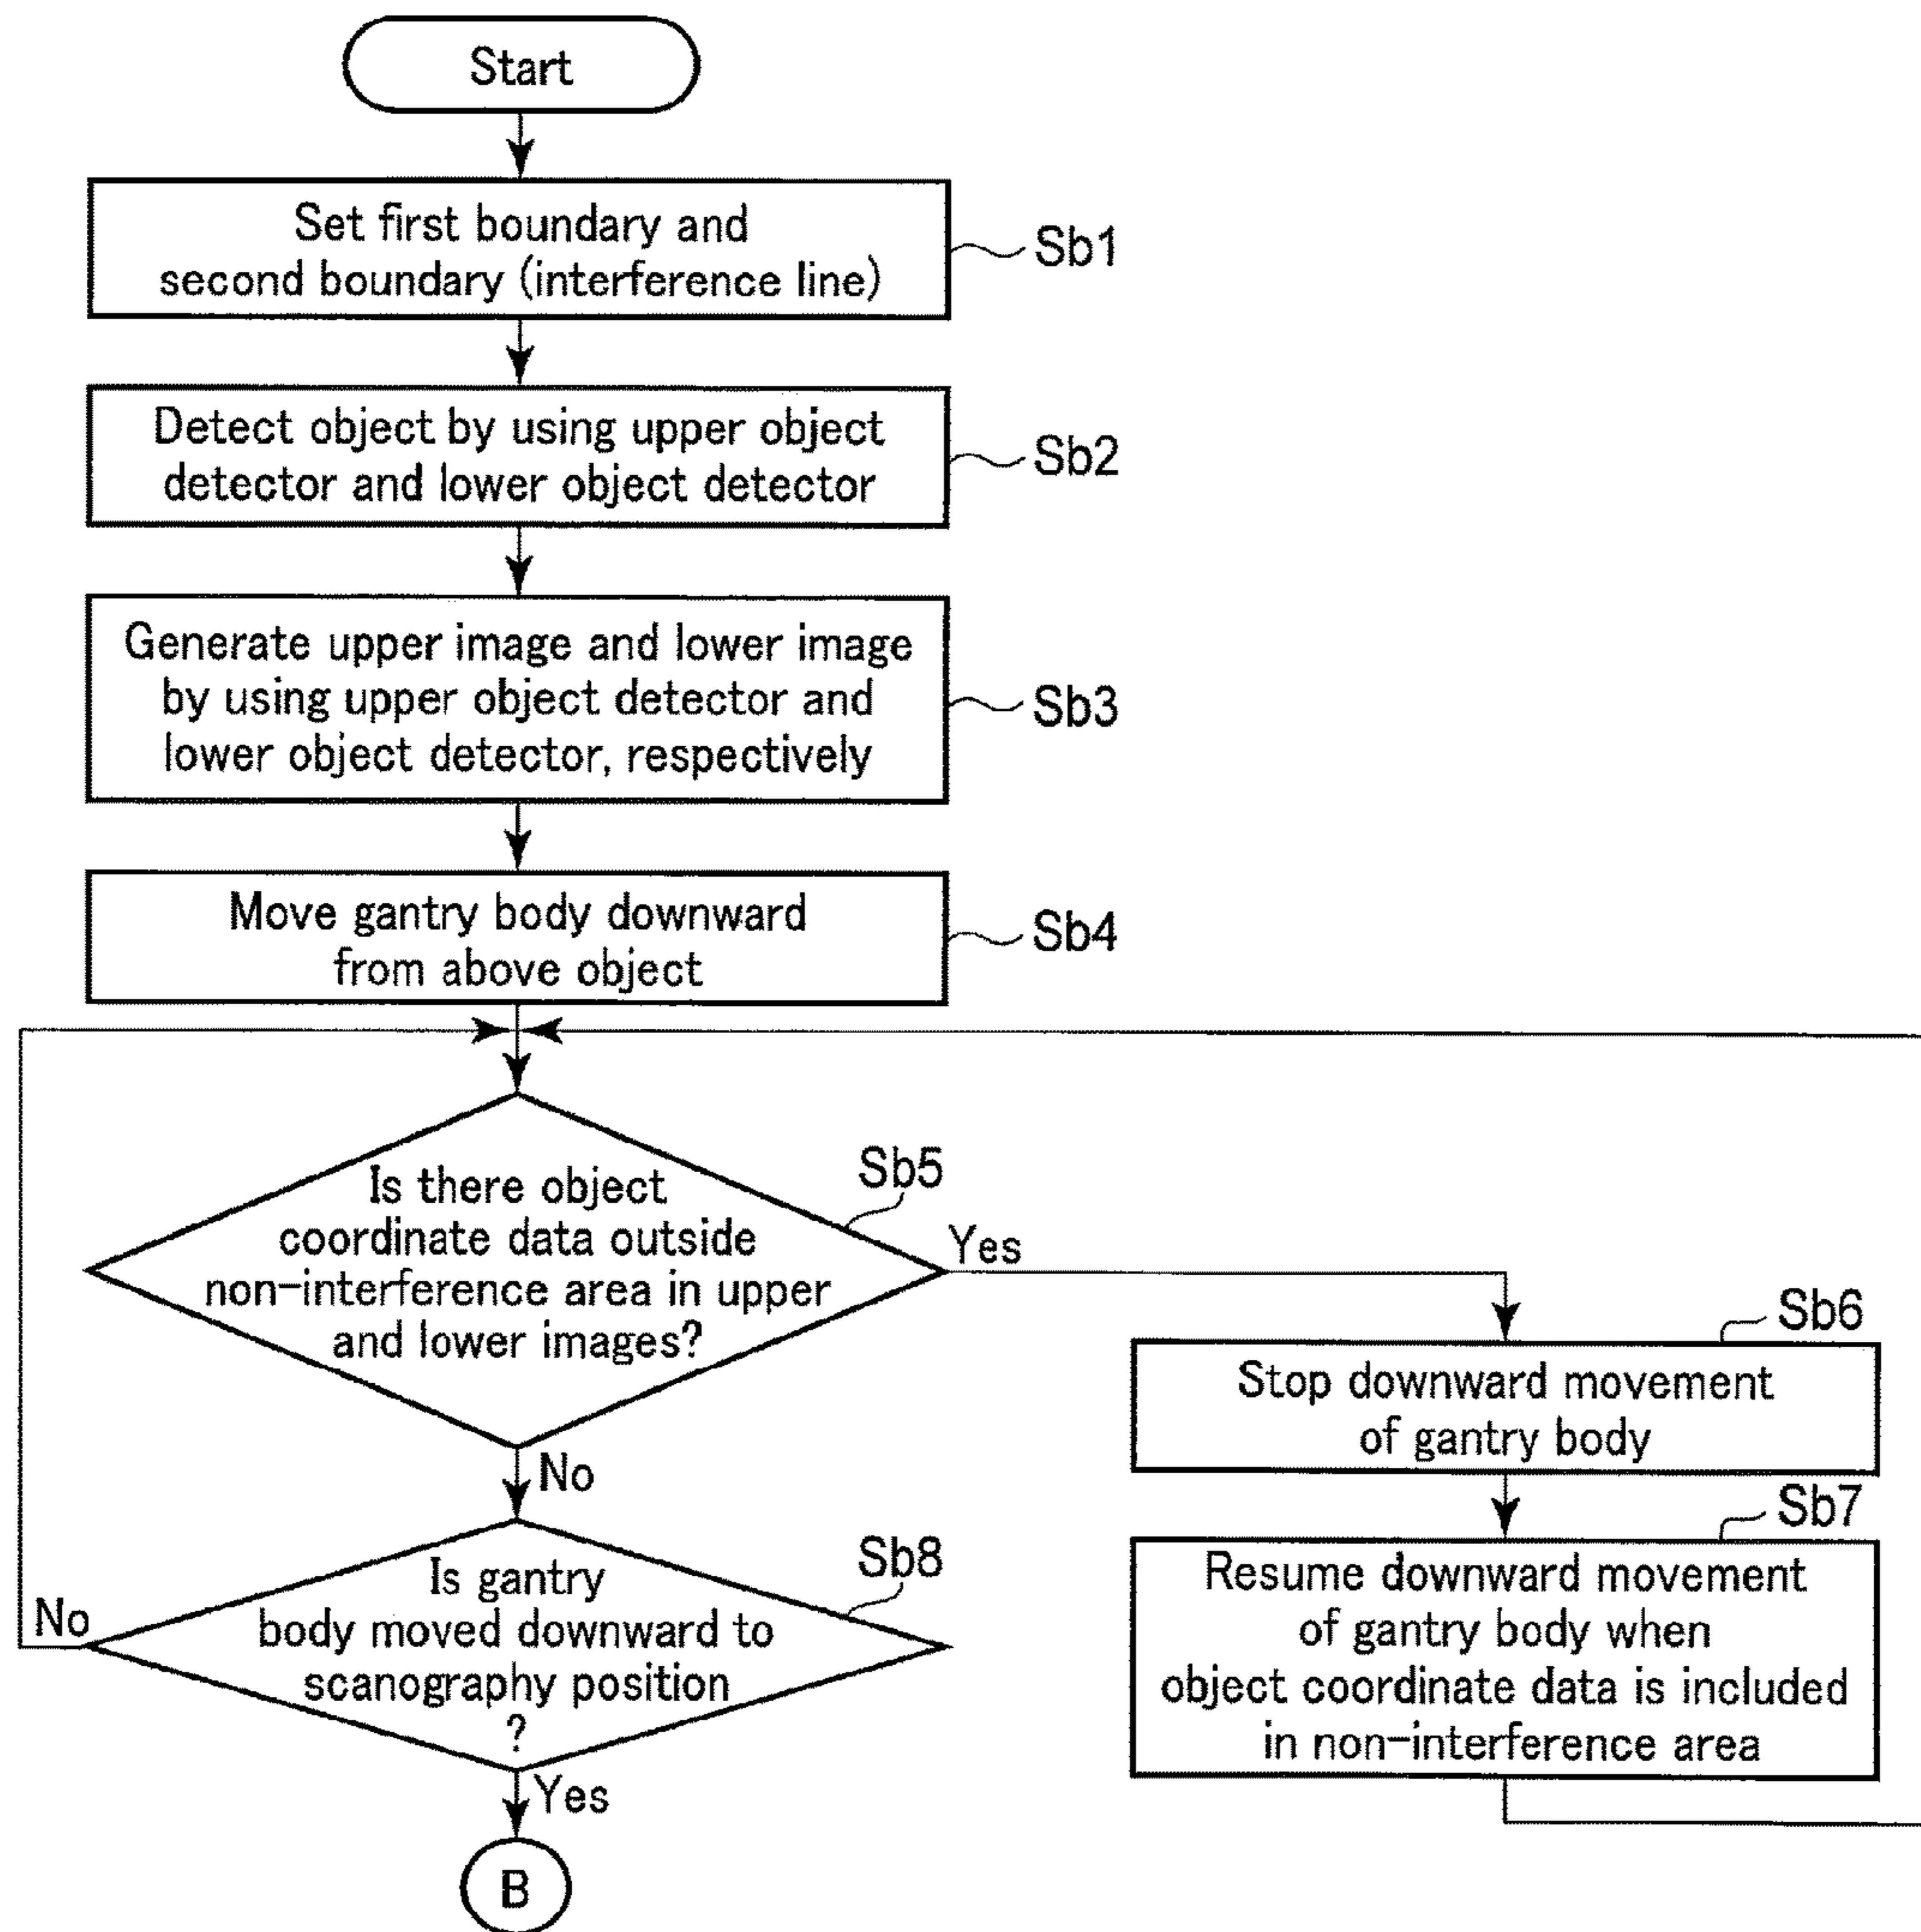 Start
Set first boundary and
second boundary (interference line)
Sb1
Detect object by using upper object
detector and lower object detector
Sb2
Generate upper image and lower image
by using upper object detector and
lower object detector, respectively
Sb3
Move gantry body downward
from above object
Sb4
Is there object
coordinate data outside
non-interference area in upper
and lower images?
Sb5
Yes
No
Sb6
Stop downward movement
of gantry body
Sb7
Resume downward movement
of gantry body when
object coordinate data is included
in non-interference area
Is gantry
body moved downward to
scanography position
?
Sb8
No
Yes
B